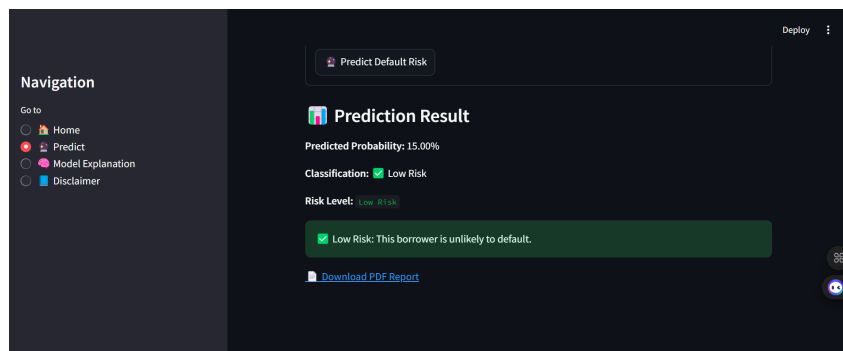 Deploy
Navigation
Go to
Home
Predict
Model Explanation
Disclaimer
Predict Default Risk
Prediction Result
Predicted Probability: 15.00%
Classification: ✅ Low Risk
Risk Level: Low Risk
✅ Low Risk: This borrower is unlikely to default.
Download PDF Report